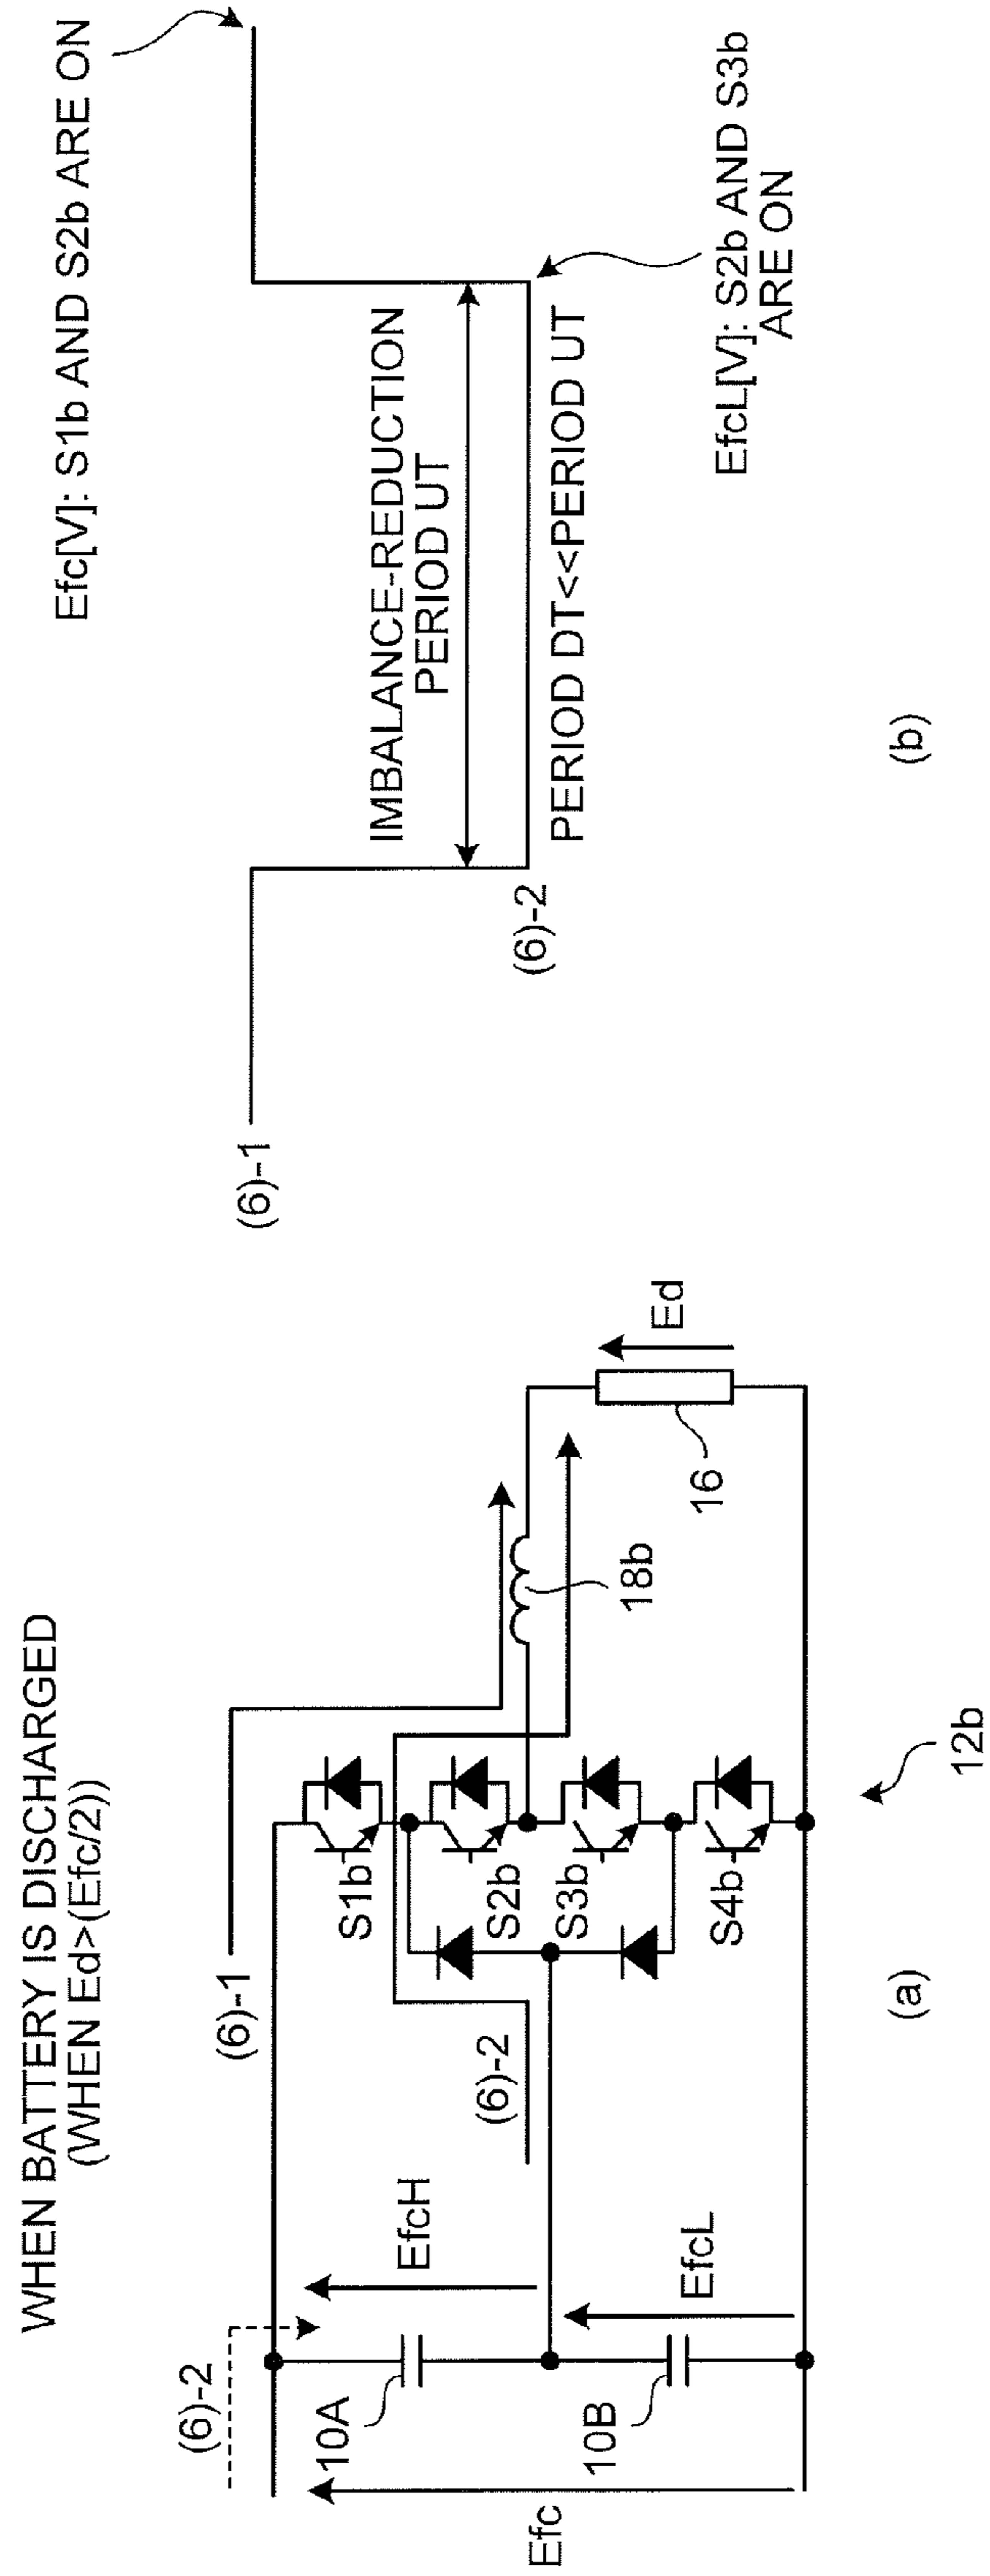 WHEN BATTERY IS DISCHARGED
(WHEN Ed>(Efc/2))
(6)-2
(6)-1
Efc
10A
10B
EfcH
EfcL
(6)-2
S1b
S2b
S3b
S4b
18b
16
Ed
12b
(a)
Efc[V]: S1b AND S2b ARE ON
(6)-1
IMBALANCE-REDUCTION
PERIOD UT
(6)-2
PERIOD DT<<PERIOD UT
EfcL[V]: S2b AND S3b
ARE ON
(b)